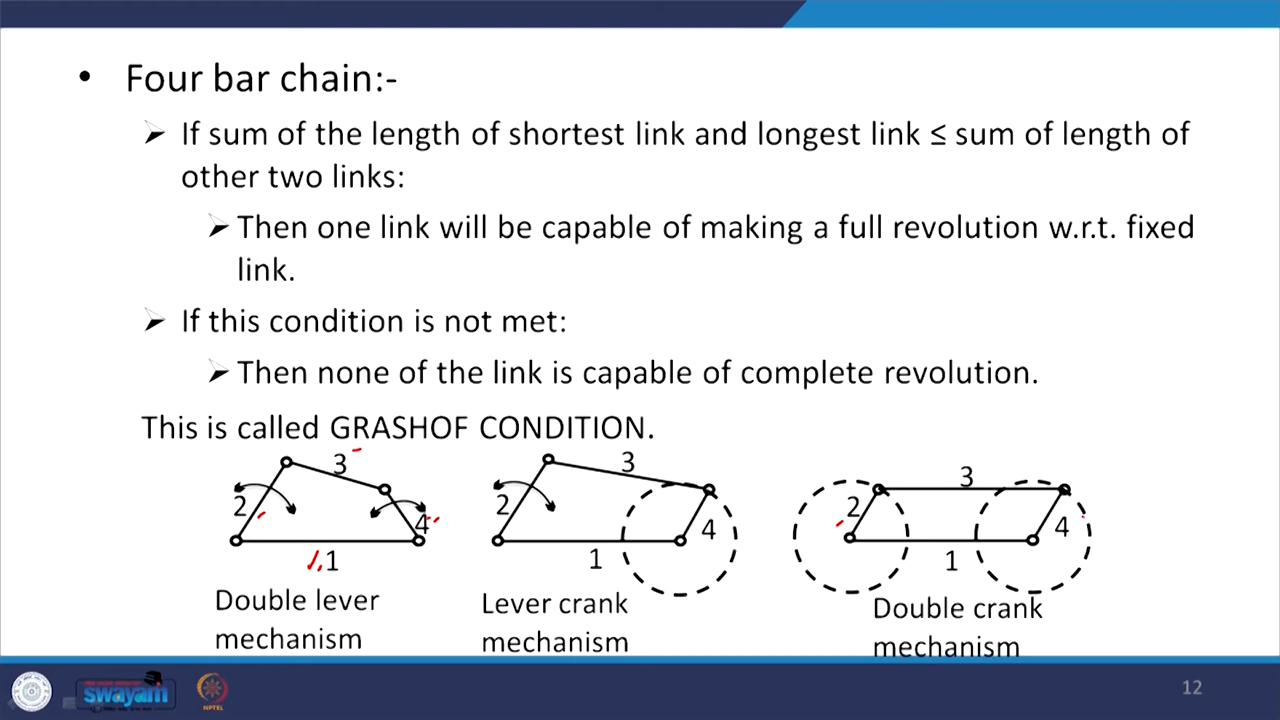 • Four bar chain:-
➢ If sum of the length of shortest link and longest link ≤ sum of length of
other two links:
➢ Then one link will be capable of making a full revolution w.r.t. fixed
link.
➢ If this condition is not met:
➢ Then none of the link is capable of complete revolution.
This is called GRASHOF CONDITION.
3
2
4
1
Double lever
mechanism
3
2
4
1
Lever crank
mechanism
3
2
4
1
Double crank
mechanism
swayam
NPTEL
12